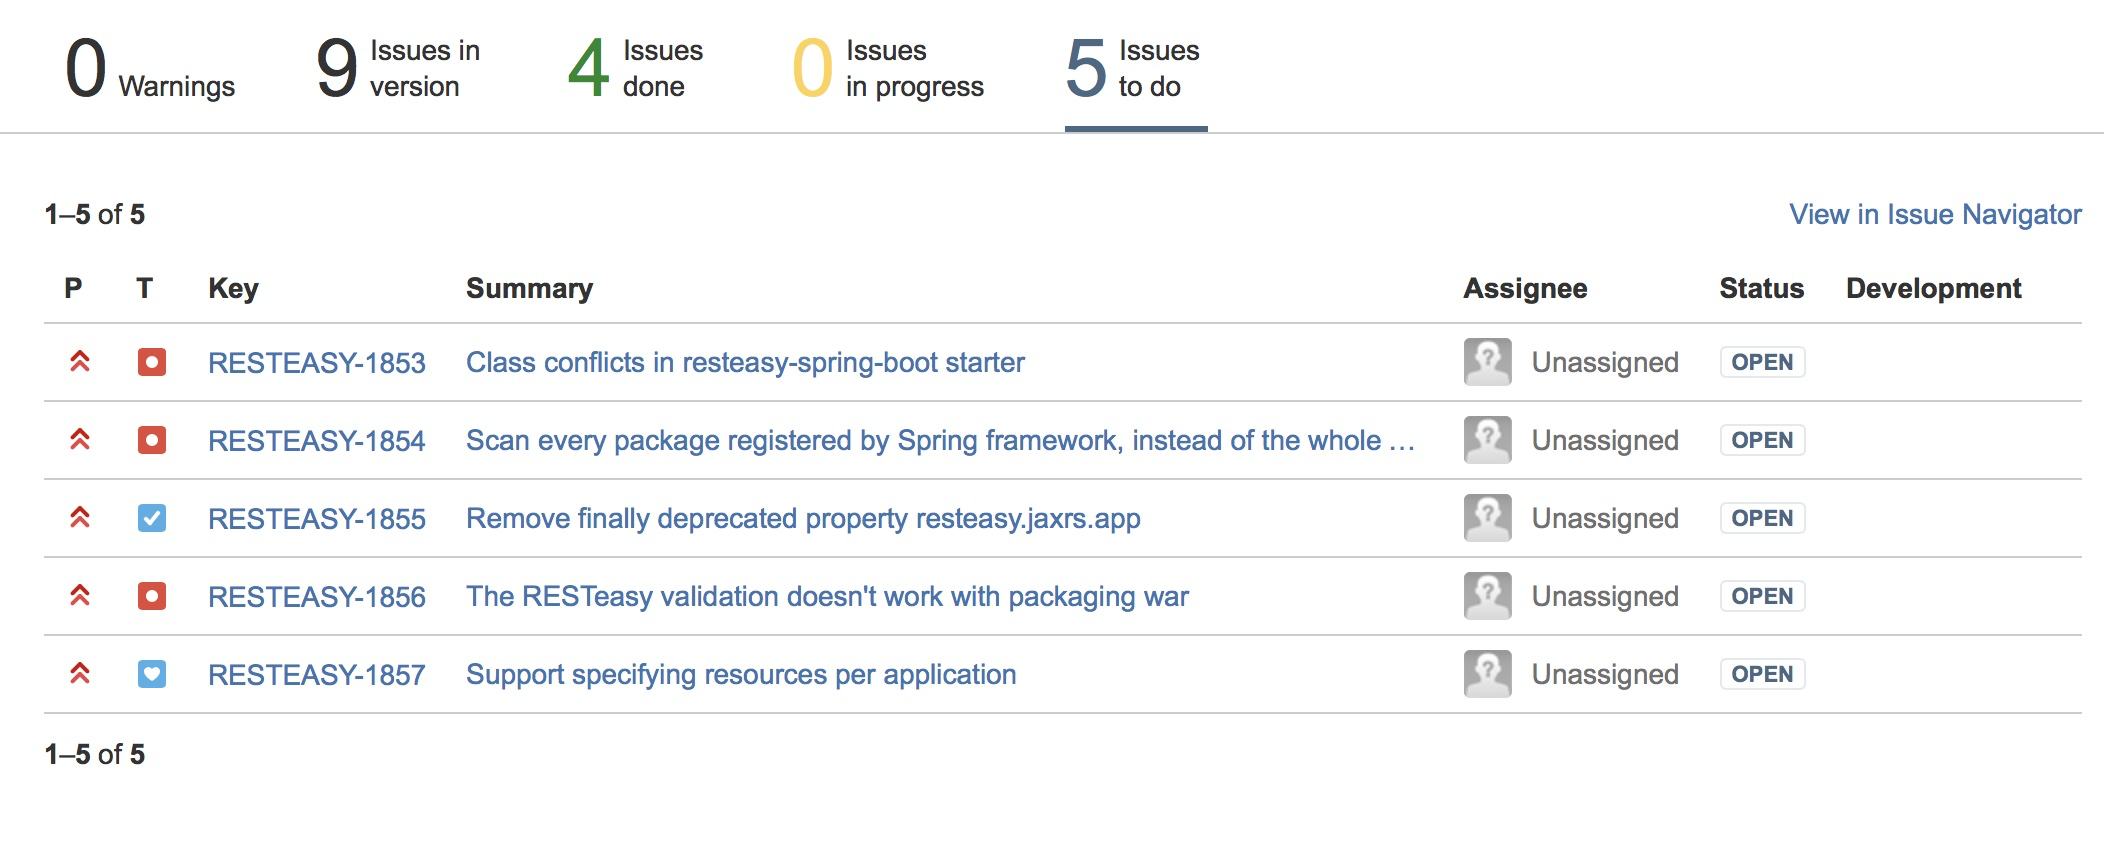 0 Warnings 9 Issues in version 4 Issues done 0 Issues in progress 5 Issues to do
1–5 of 5 View in Issue Navigator
P T Key Summary Assignee Status Development
RESTEASY-1853 Class conflicts in resteasy-spring-boot starter Unassigned OPEN
RESTEASY-1854 Scan every package registered by Spring framework, instead of the whole … Unassigned OPEN
RESTEASY-1855 Remove finally deprecated property resteasy.jaxrs.app Unassigned OPEN
RESTEASY-1856 The RESTeasy validation doesn't work with packaging war Unassigned OPEN
RESTEASY-1857 Support specifying resources per application Unassigned OPEN
1–5 of 5